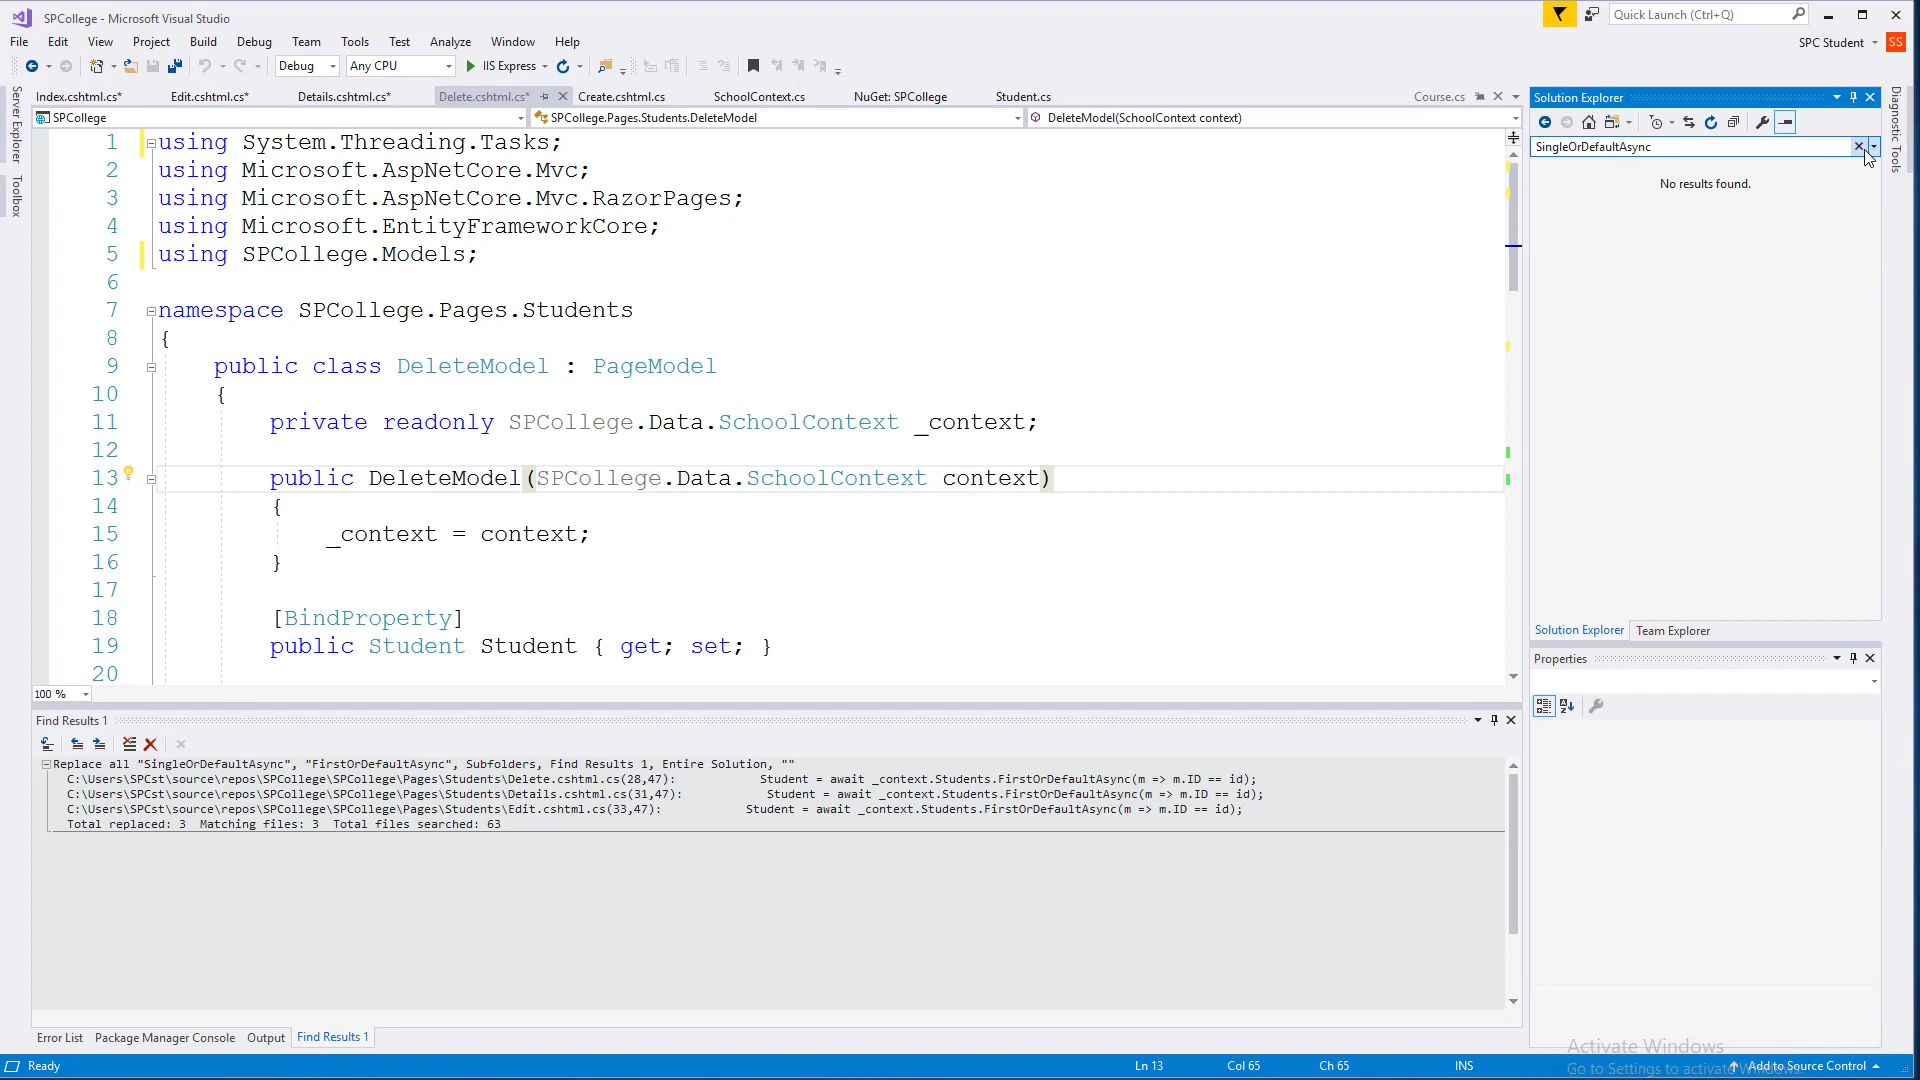 SPCollege - Microsoft Visual Studio
Quick Launch (Ctrl+Q)
File Edit View Project Build Debug Team Tools Test Analyze Window Help
SPC Student SS
Debug Any CPU IIS Express
Index.cshtml.cs* Edit.cshtml.cs* Details.cshtml.cs* Delete.cshtml.cs* Create.cshtml.cs SchoolContext.cs NuGet: SPCollege Student.cs Course.cs
SPCollege SPCollege.Pages.Students.DeleteModel DeleteModel(SchoolContext context)
Server Explorer
Toolbox
1 using System.Threading.Tasks;
2 using Microsoft.AspNetCore.Mvc;
3 using Microsoft.AspNetCore.Mvc.RazorPages;
4 using Microsoft.EntityFrameworkCore;
5 using SPCollege.Models;
6
7 namespace SPCollege.Pages.Students
8 {
9 public class DeleteModel : PageModel
10 {
11 private readonly SPCollege.Data.SchoolContext _context;
12
13 public DeleteModel(SPCollege.Data.SchoolContext context)
14 {
15 _context = context;
16 }
17
18 [BindProperty]
19 public Student Student { get; set; }
20
100 %
Find Results 1
Replace all "SingleOrDefaultAsync", "FirstOrDefaultAsync", Subfolders, Find Results 1, Entire Solution, ""
C:\Users\SPCst\source\repos\SPCollege\SPCollege\Pages\Students\Delete.cshtml.cs(28,47): Student = await _context.Students.FirstOrDefaultAsync(m => m.ID == id);
C:\Users\SPCst\source\repos\SPCollege\SPCollege\Pages\Students\Details.cshtml.cs(31,47): Student = await _context.Students.FirstOrDefaultAsync(m => m.ID == id);
C:\Users\SPCst\source\repos\SPCollege\SPCollege\Pages\Students\Edit.cshtml.cs(33,47): Student = await _context.Students.FirstOrDefaultAsync(m => m.ID == id);
Total replaced: 3 Matching files: 3 Total files searched: 63
Error List Package Manager Console Output Find Results 1
Solution Explorer
SingleOrDefaultAsync
No results found.
Solution Explorer Team Explorer
Properties
Diagnostic Tools
Activate Windows
Go to Settings to activate Windows.
Ready Ln 13 Col 65 Ch 65 INS Add to Source Control